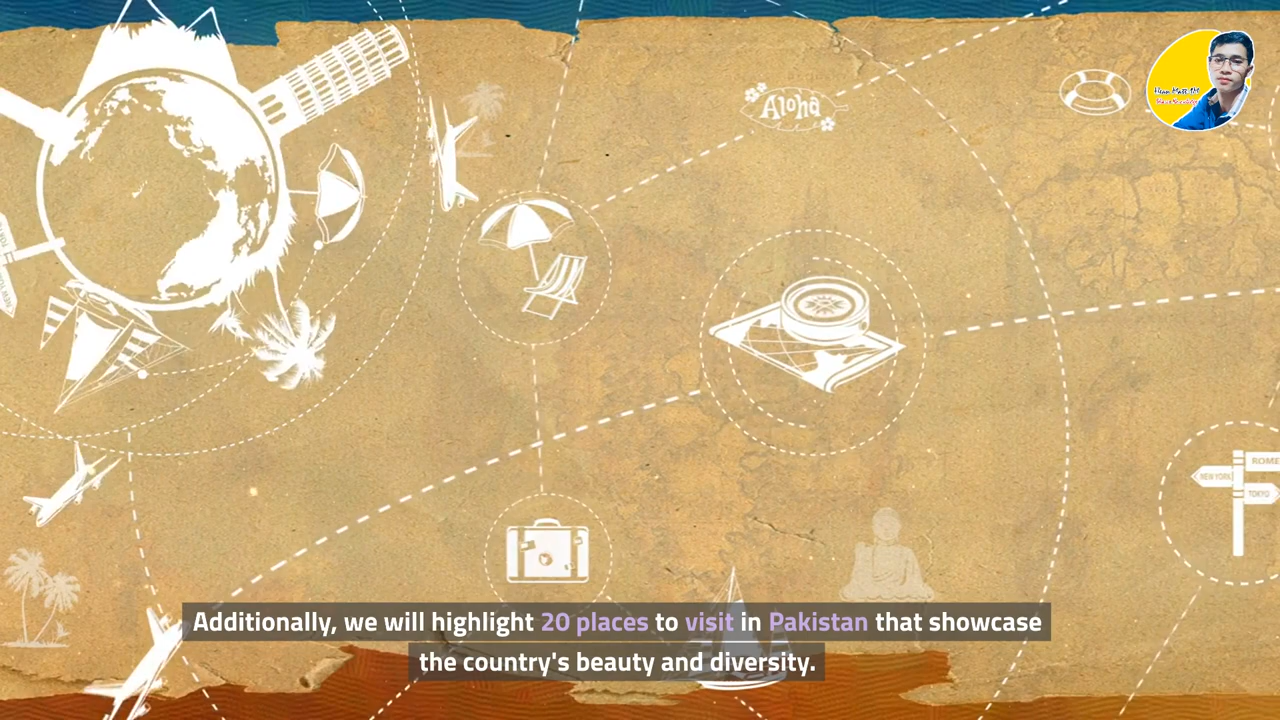 Aloha
NEW YORK
ROME
TOKYO
Additionally, we will highlight 20 places to visit in Pakistan that showcase
the country's beauty and diversity.